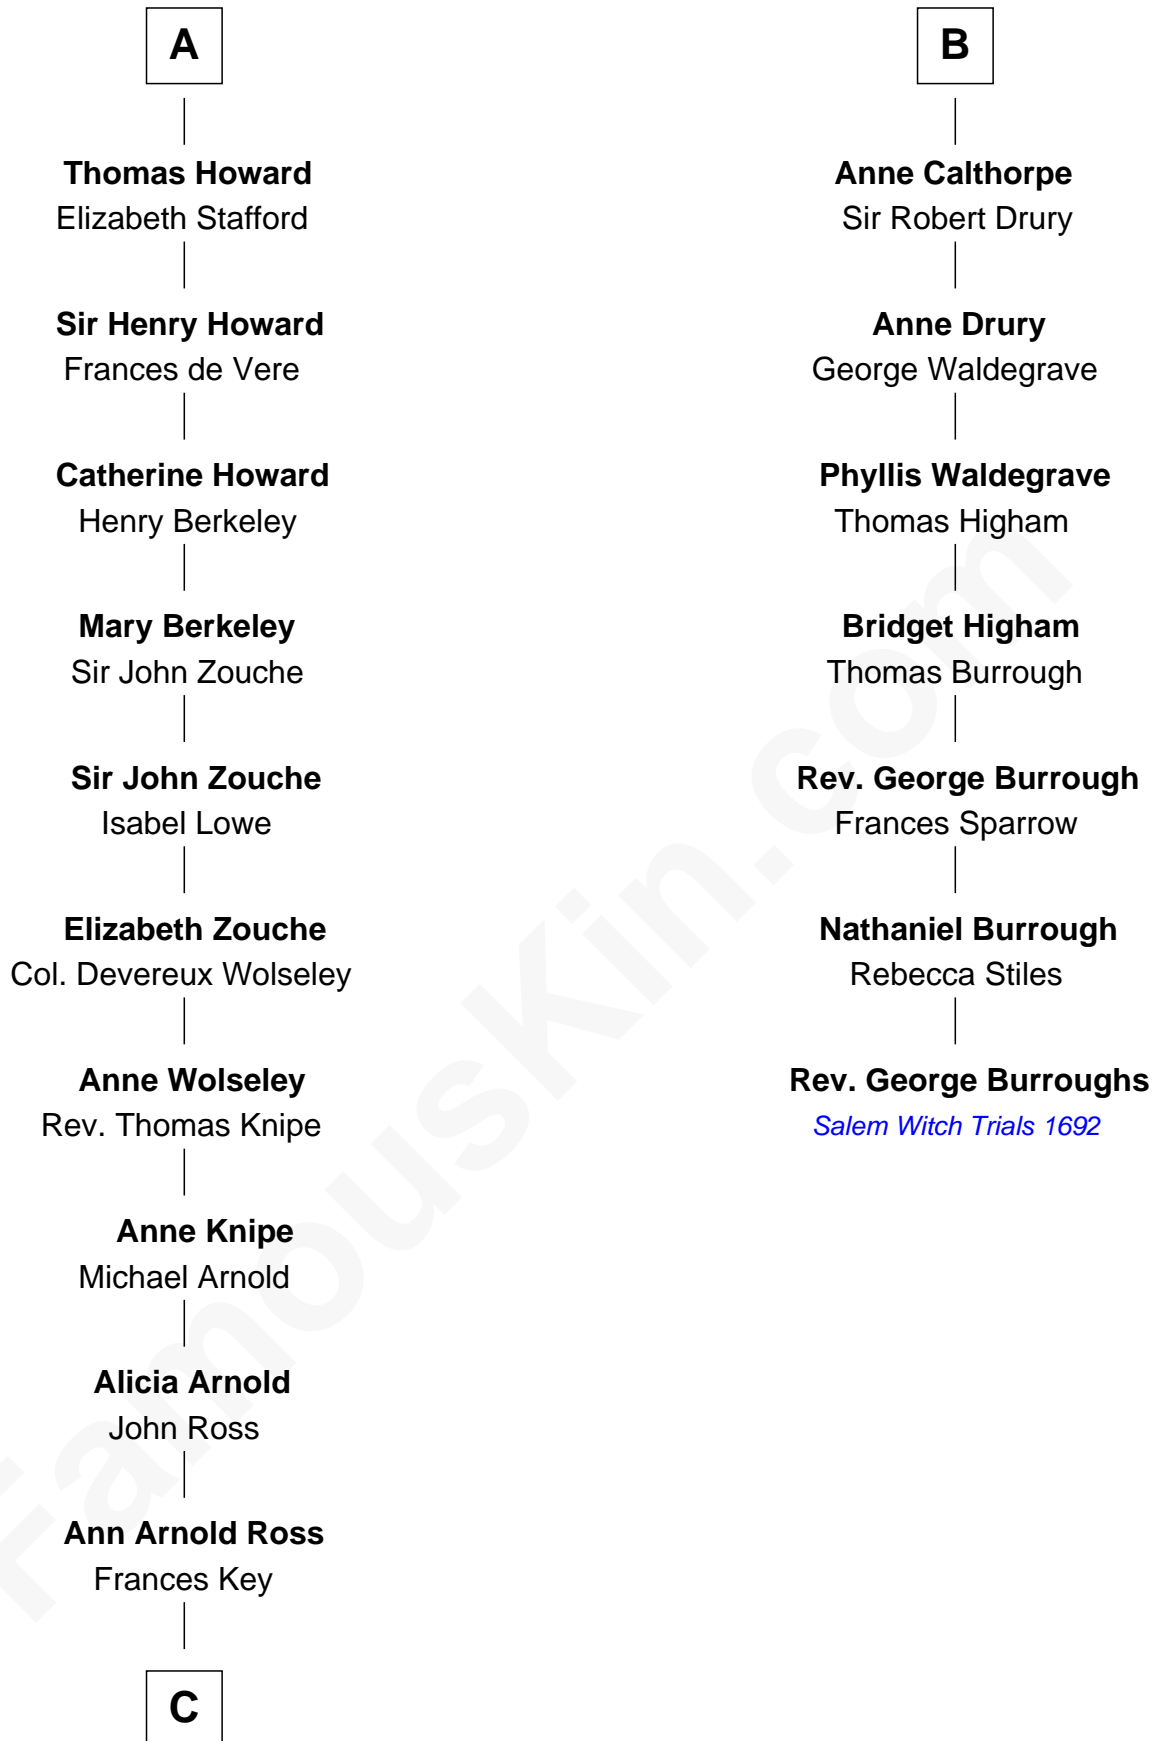 A
Thomas Howard
Elizabeth Stafford
Sir Henry Howard
Frances de Vere
Catherine Howard
Henry Berkeley
Mary Berkeley
Sir John Zouche
Sir John Zouche
Isabel Lowe
Elizabeth Zouche
Col. Devereux Wolseley
Anne Wolseley
Rev. Thomas Knipe
Anne Knipe
Michael Arnold
Alicia Arnold
John Ross
Ann Arnold Ross
Frances Key
C
B
Anne Calthorpe
Sir Robert Drury
Anne Drury
George Waldegrave
Phyllis Waldegrave
Thomas Higham
Bridget Higham
Thomas Burrough
Rev. George Burrough
Frances Sparrow
Nathaniel Burrough
Rebecca Stiles
Rev. George Burroughs
Salem Witch Trials 1692
FamousKin.com